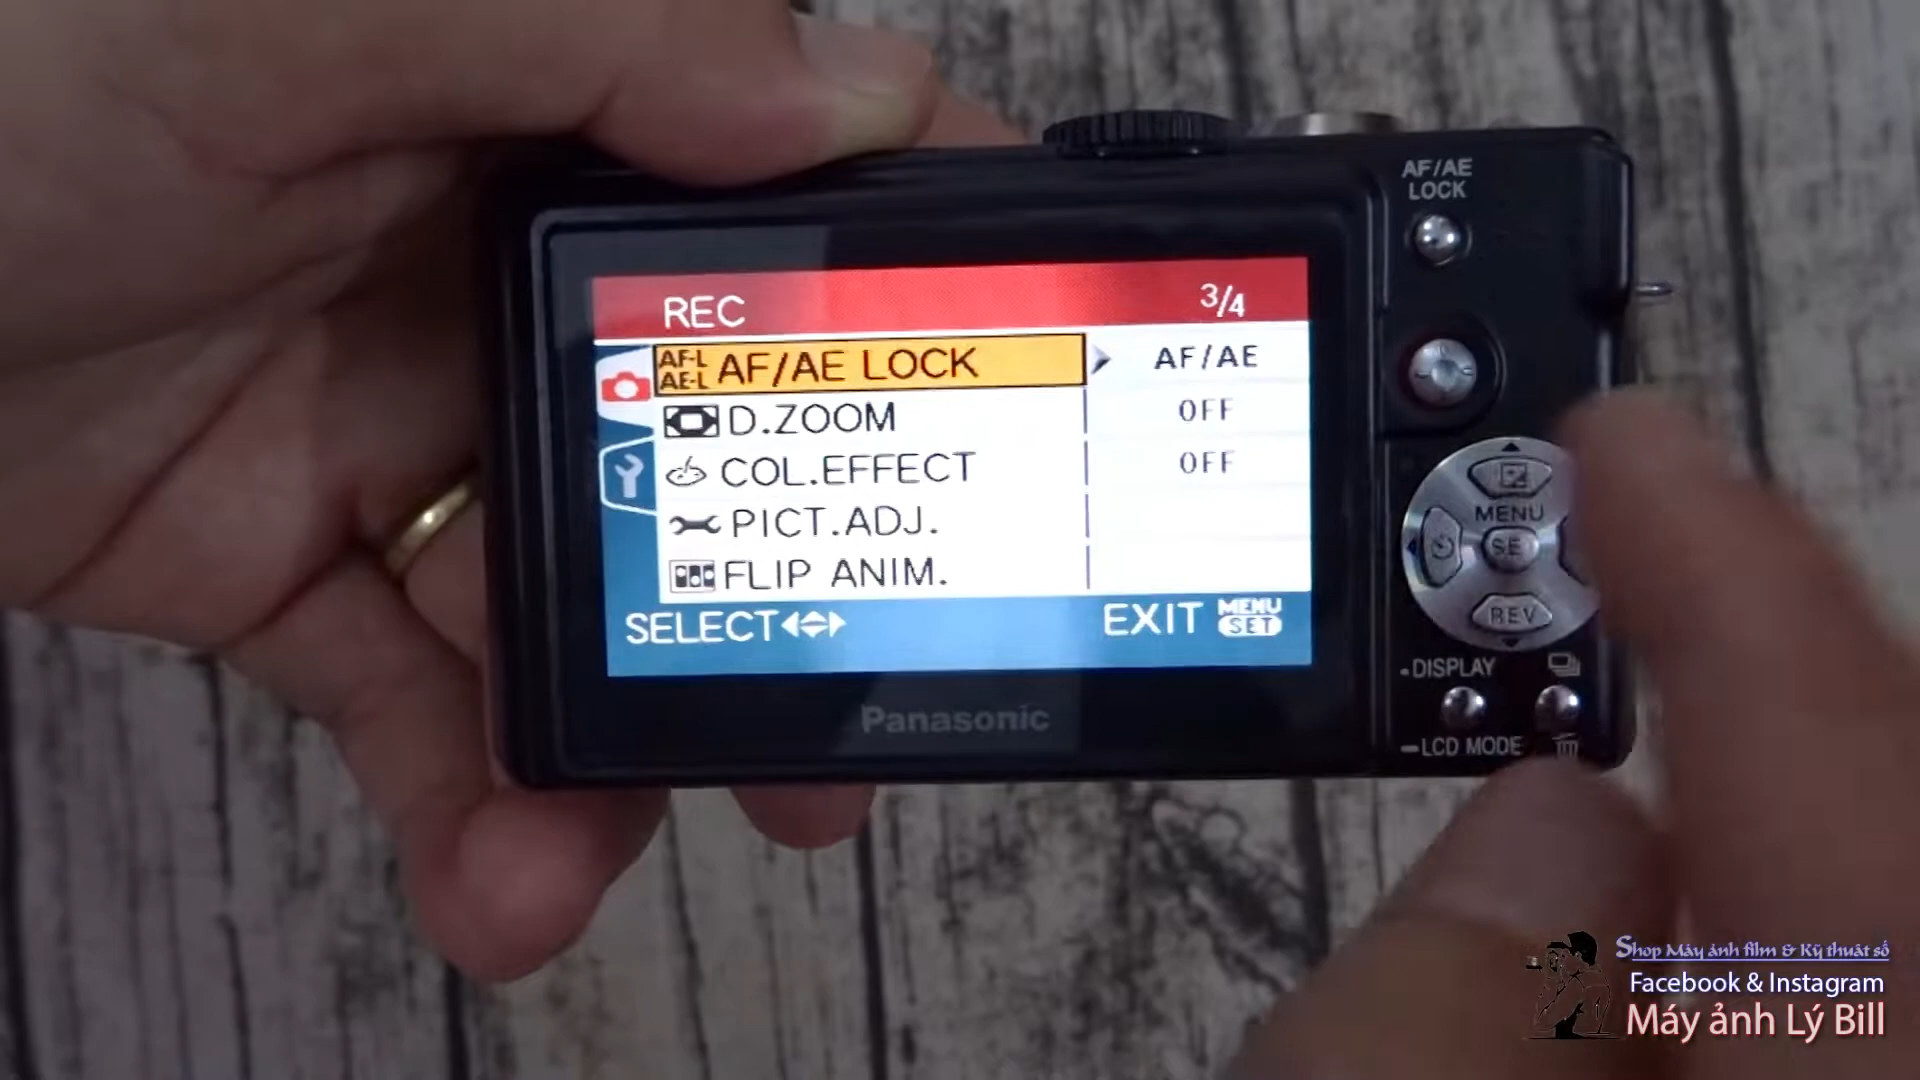 AF/AE
LOCK
REC 3/4
AF-L
AE-L AF/AE LOCK AF/AE
D.ZOOM OFF
COL.EFFECT OFF
PICT.ADJ.
FLIP ANIM.
SELECT EXIT MENU
SET
MENU
SE
REV
DISPLAY
LCD MODE
Panasonic
Shop Máy ảnh film & Kỹ thuật số
Facebook & Instagram
Máy ảnh Lý Bill